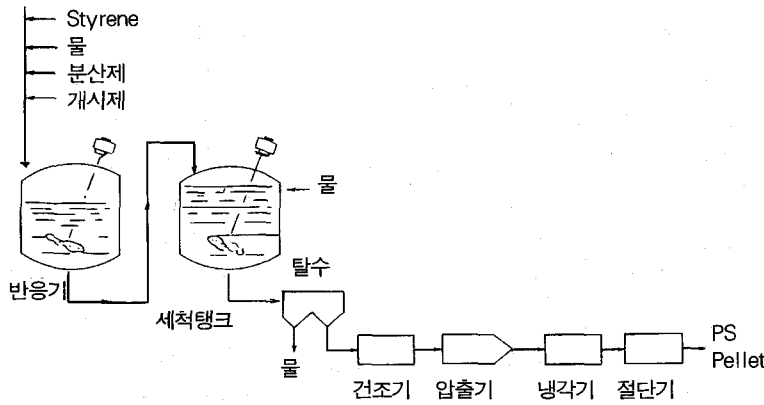 Styrene
물
분산제
개시제
물
반응기
세척탱크
탈수
물
건조기
압출기
냉각기
절단기
PS
Pellet